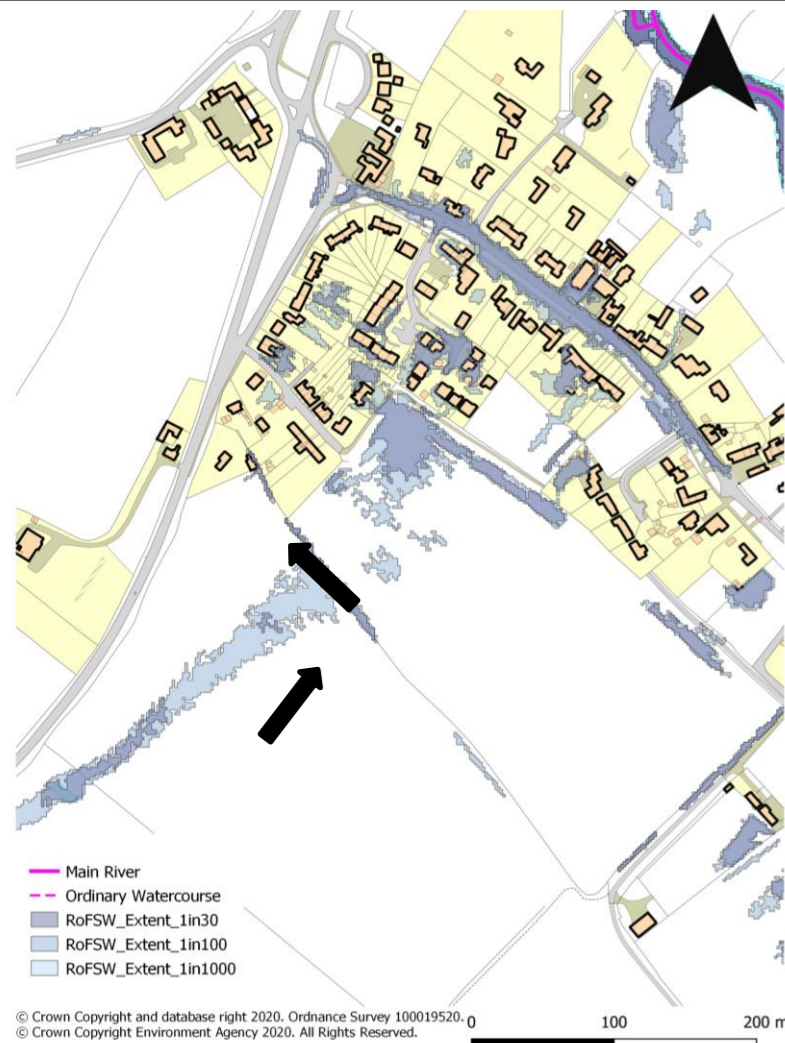 Main River
Ordinary Watercourse
RoFSW_Extent_1in30
RoFSW_Extent_1in100
RoFSW_Extent_1in1000
© Crown Copyright and database right 2020. Ordnance Survey 100019520.
© Crown Copyright Environment Agency 2020. All Rights Reserved.
0 100 200 m